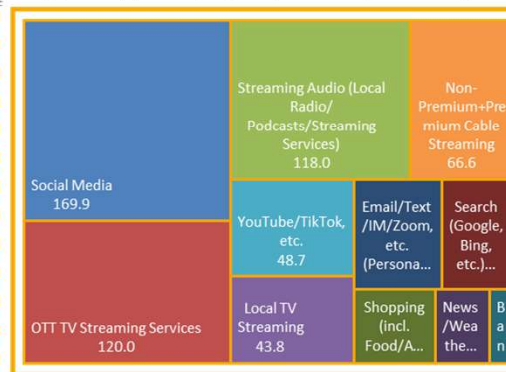 Social Media
169.9
OTT TV Streaming Services
120.0
Streaming Audio (Local
Radio/
Podcasts/Streaming
Services)
118.0
Non-
Premium+Pre
mium Cable
Streaming
66.6
YouTube/TikTok,
etc.
48.7
Local TV
Streaming
43.8
Email/Text
/IM/Zoom,
etc.
(Persona...
Search
(Google,
Bing,
etc.)...
Shopping
(incl.
Food/A...
News
/Wea
the...
B
a
n